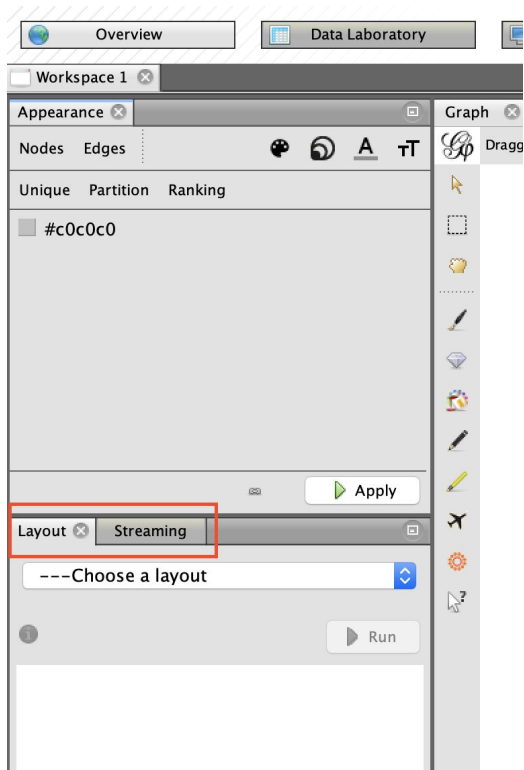 Overview Data Laboratory
Workspace 1
Appearance Graph
Nodes Edges A TT Dragg
Unique Partition Ranking
#c0c0c0
Apply
Layout Streaming
---Choose a layout
Run